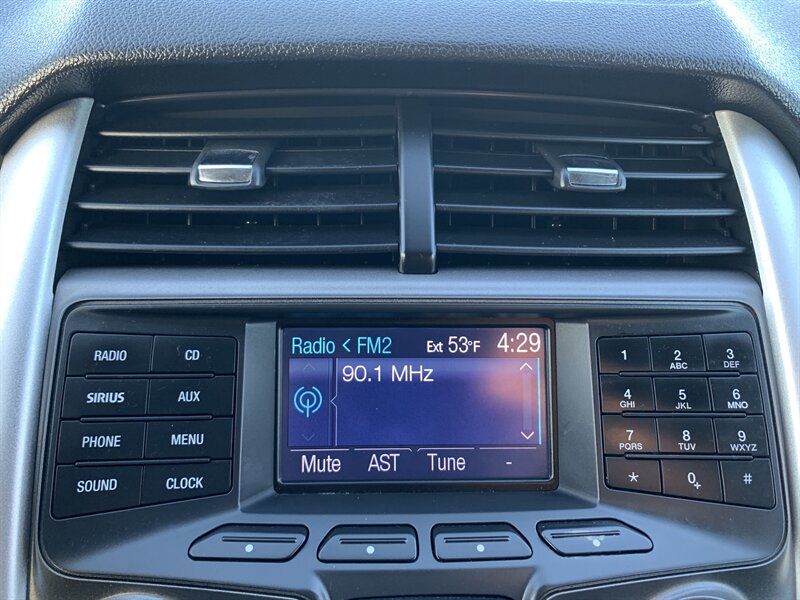 RADIO CD
SIRIUS AUX
PHONE MENU
SOUND CLOCK
Radio < FM2 Ext 53°F 4:29
90.1 MHz
Mute AST Tune -
1 2 ABC 3 DEF
4 GHI 5 JKL 6 MNO
7 PQRS 8 TUV 9 WXYZ
* 0+ #